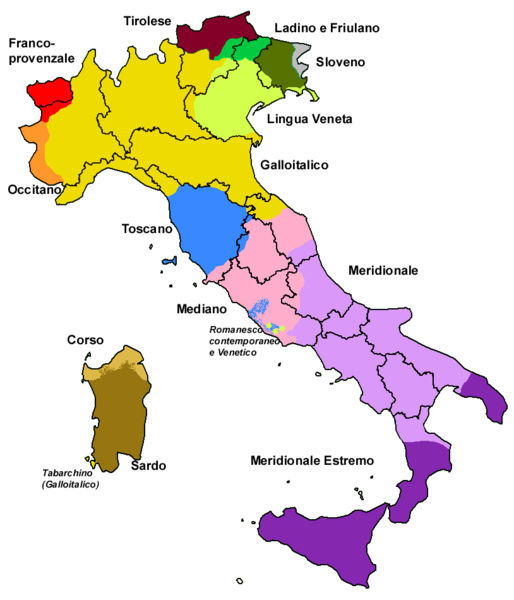 Tirolese
Ladino e Friulano
Franco-
provenzale
Sloveno
Lingua Veneta
Galloitalico
Occitano
Toscano
Meridionale
Mediano
Romanesco
contemporaneo
e Venetico
Corso
Meridionale Estremo
Sardo
Tabarchino
(Galloitalico)